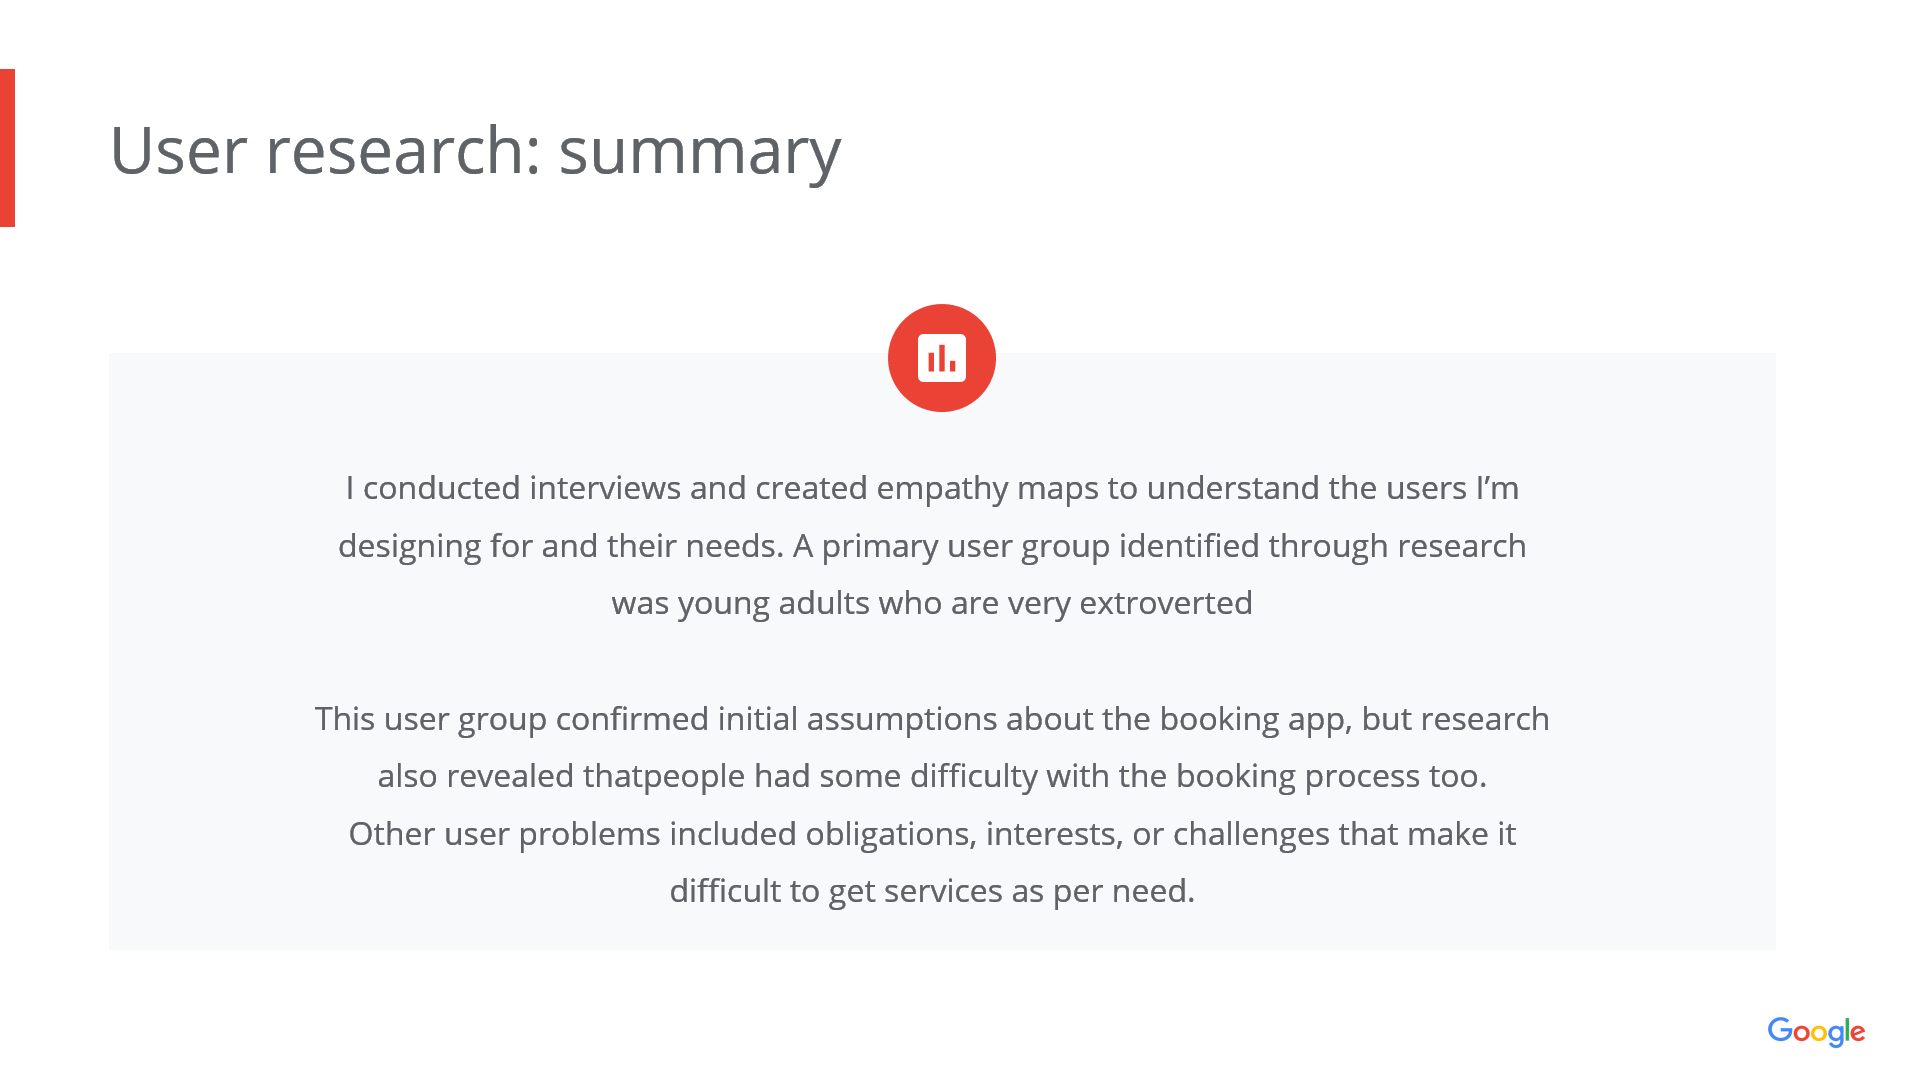 User research: summary
I conducted interviews and created empathy maps to understand the users I’m
designing for and their needs. A primary user group identified through research
was young adults who are very extroverted
This user group confirmed initial assumptions about the booking app, but research
also revealed thatpeople had some difficulty with the booking process too.
Other user problems included obligations, interests, or challenges that make it
difficult to get services as per need.
Google